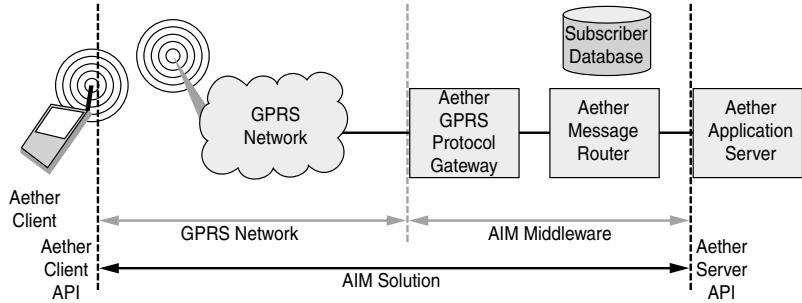 Subscriber
Database
GPRS
Network
Aether
GPRS
Protocol
Gateway
Aether
Message
Router
Aether
Application
Server
Aether
Client
GPRS Network
AIM Middleware
Aether
Client
API
AIM Solution
Aether
Server
API